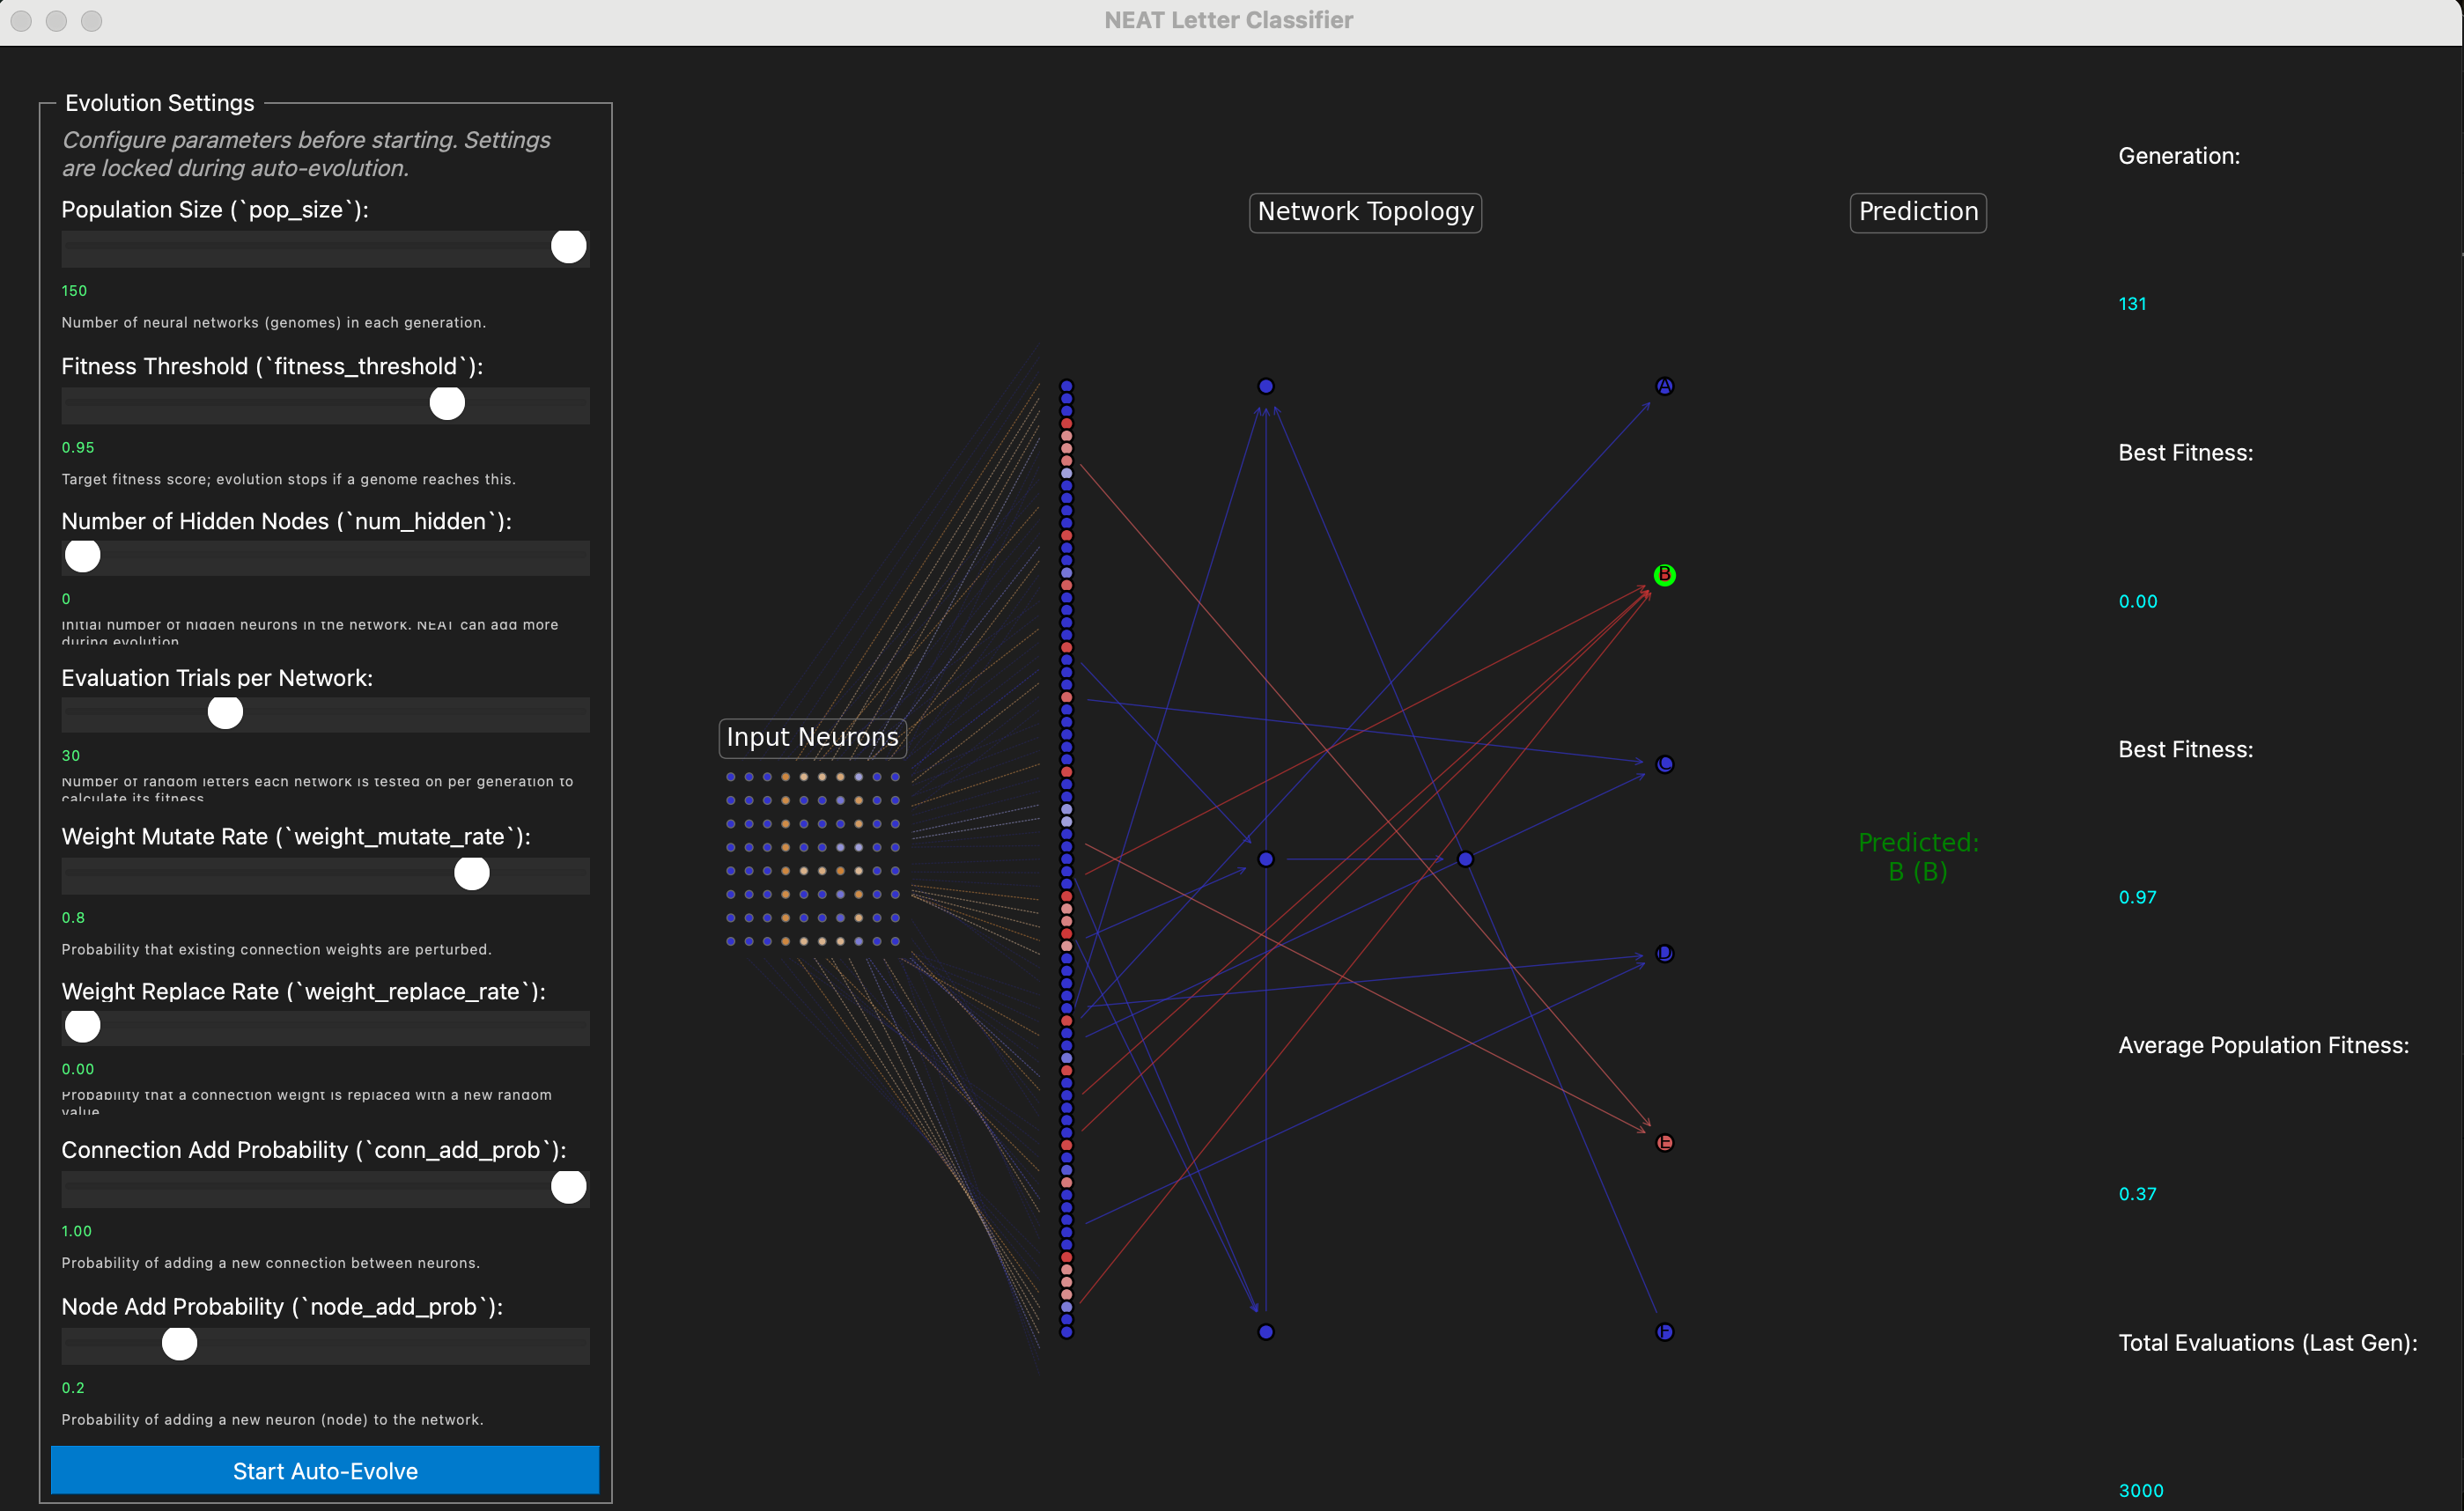 NEAT Letter Classifier
Evolution Settings
Configure parameters before starting. Settings
are locked during auto-evolution.
Population Size (`pop_size`):
150
Number of neural networks (genomes) in each generation.
Fitness Threshold (`fitness_threshold`):
0.95
Target fitness score; evolution stops if a genome reaches this.
Number of Hidden Nodes (`num_hidden`):
0
Initial number of hidden neurons in the network. NEAT can add more
during evolution.
Evaluation Trials per Network:
30
Number of random letters each network is tested on per generation to
calculate its fitness.
Weight Mutate Rate (`weight_mutate_rate`):
0.8
Probability that existing connection weights are perturbed.
Weight Replace Rate (`weight_replace_rate`):
0.00
Probability that a connection weight is replaced with a new random
value.
Connection Add Probability (`conn_add_prob`):
1.00
Probability of adding a new connection between neurons.
Node Add Probability (`node_add_prob`):
0.2
Probability of adding a new neuron (node) to the network.
Start Auto-Evolve
Input Neurons
Network Topology
A
B
C
D
E
F
Prediction
Predicted:
B (B)
Generation:
131
Best Fitness:
0.00
Best Fitness:
0.97
Average Population Fitness:
0.37
Total Evaluations (Last Gen):
3000